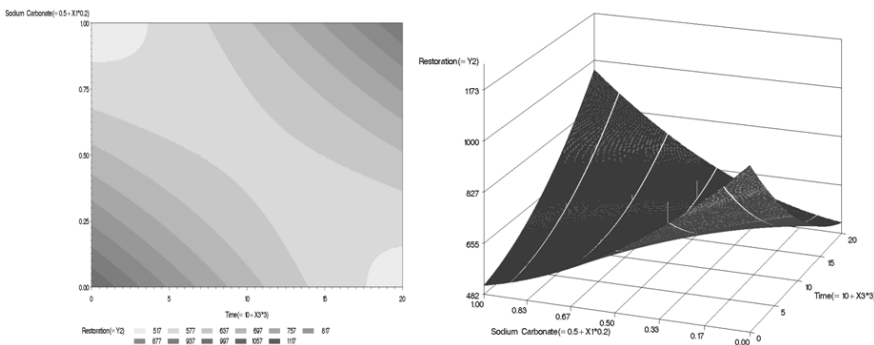 Sodium Carbonate(= 0.5+X1*0.2)
1.00
0.75
0.50
0.25
0.00
0 5 10 15 20
Time(= 10+X3*3)
Restoration(=Y2) 517 577 637 697 757 817
877 937 997 1057 1117
Restoration(= Y2)
1173
1000
827
655
482
1.00 0.83 0.67 0.50 0.33 0.17 0.00
Sodium Carbonate(= 0.5+X1*0.2)
0 5 10 15 20
Time(= 10+X3*3)